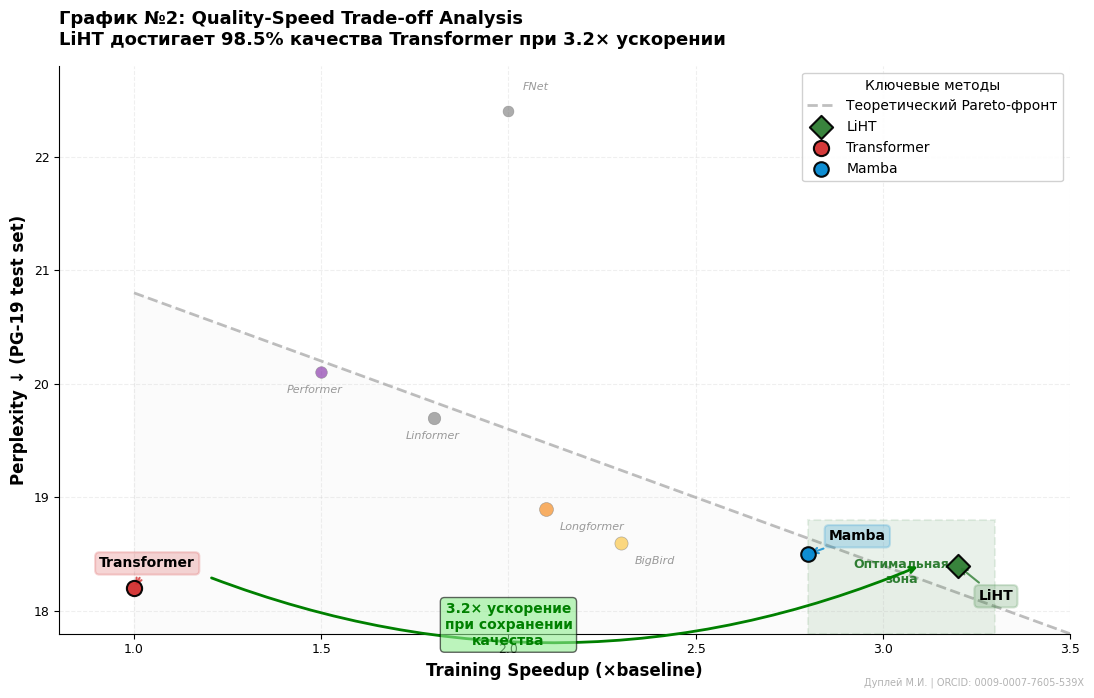 График №2: Quality-Speed Trade-off Analysis
LiHT достигает 98.5% качества Transformer при 3.2× ускорении
Ключевые методы
Теоретический Pareto-фронт
LiHT
Transformer
Mamba
FNet
Performer
Linformer
Longformer
BigBird
Mamba
Transformer
Оптимальная
зона
LiHT
3.2× ускорение
при сохранении
качества
Perplexity ↓ (PG-19 test set)
22
21
20
19
18
1.0
1.5
2.0
2.5
3.0
3.5
Training Speedup (×baseline)
Дуплей М.И. | ORCID: 0009-0007-7605-539X